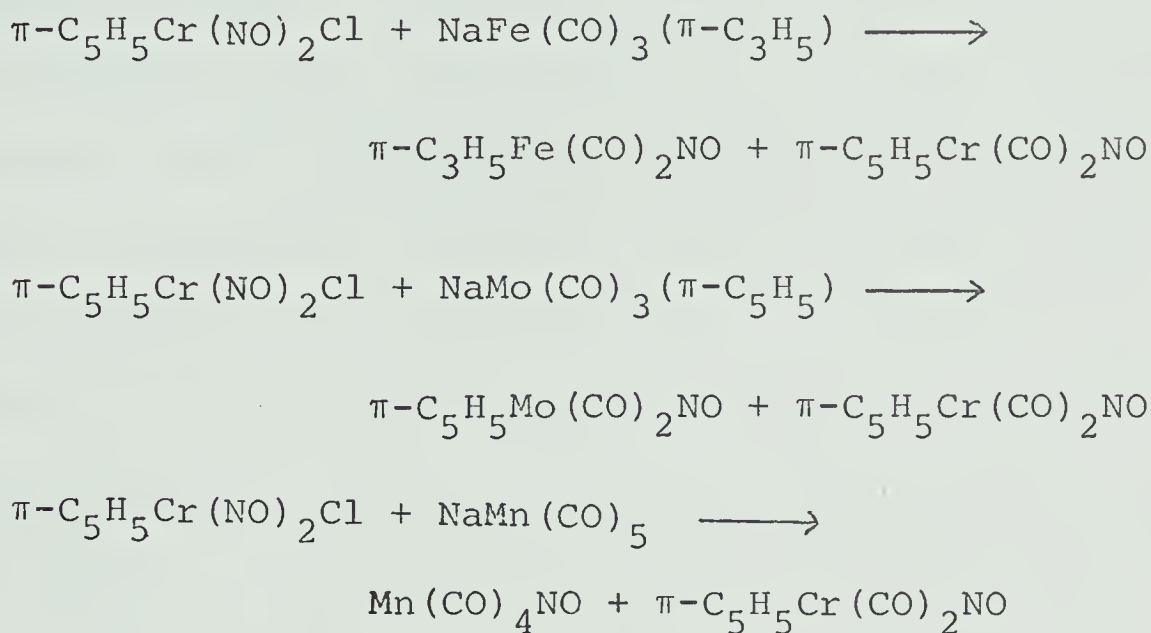 π-C₅H₅Cr(NO)₂Cl + NaFe(CO)₃(π-C₃H₅) ⟶
π-C₃H₅Fe(CO)₂NO + π-C₅H₅Cr(CO)₂NO
π-C₅H₅Cr(NO)₂Cl + NaMo(CO)₃(π-C₅H₅) ⟶
π-C₅H₅Mo(CO)₂NO + π-C₅H₅Cr(CO)₂NO
π-C₅H₅Cr(NO)₂Cl + NaMn(CO)₅ ⟶
Mn(CO)₄NO + π-C₅H₅Cr(CO)₂NO